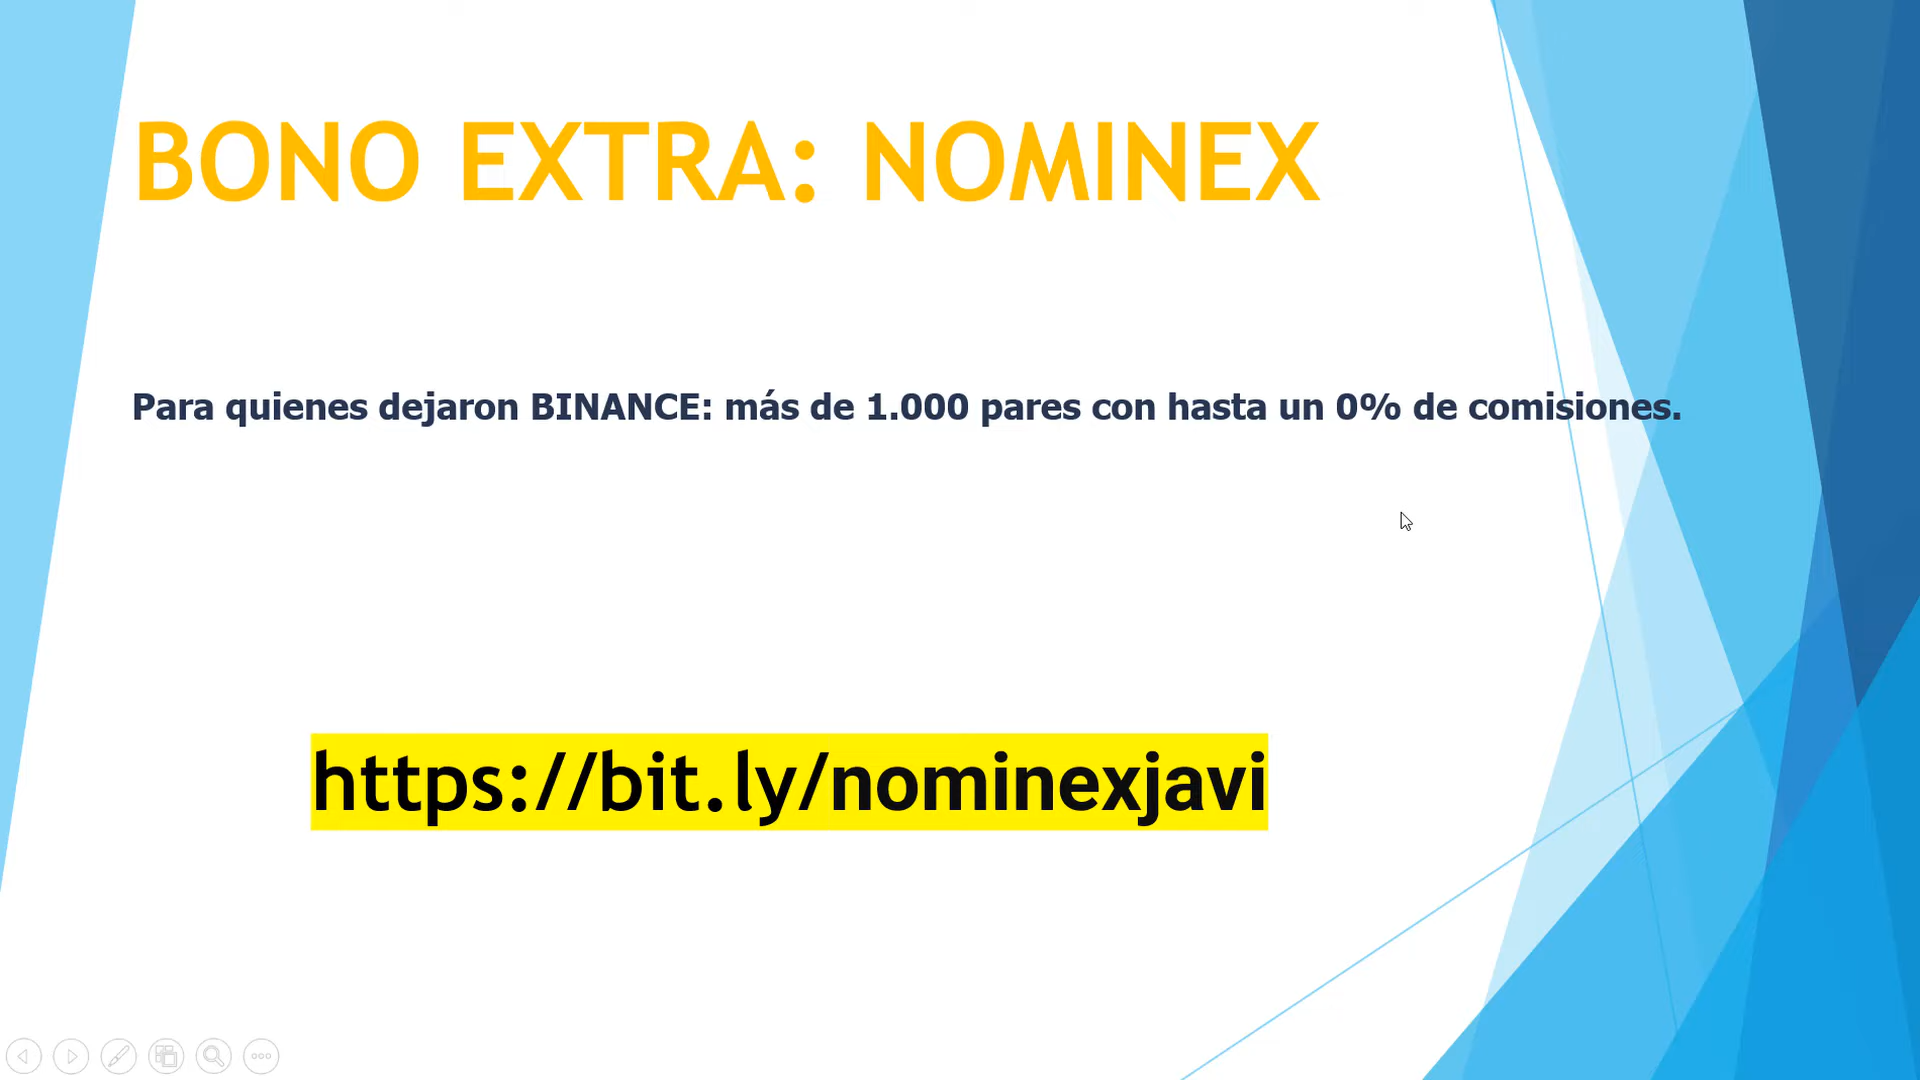 BONO EXTRA: NOMINEX
Para quienes dejaron BINANCE: más de 1.000 pares con hasta un 0% de comisiones.
https://bit.ly/nominexjavi